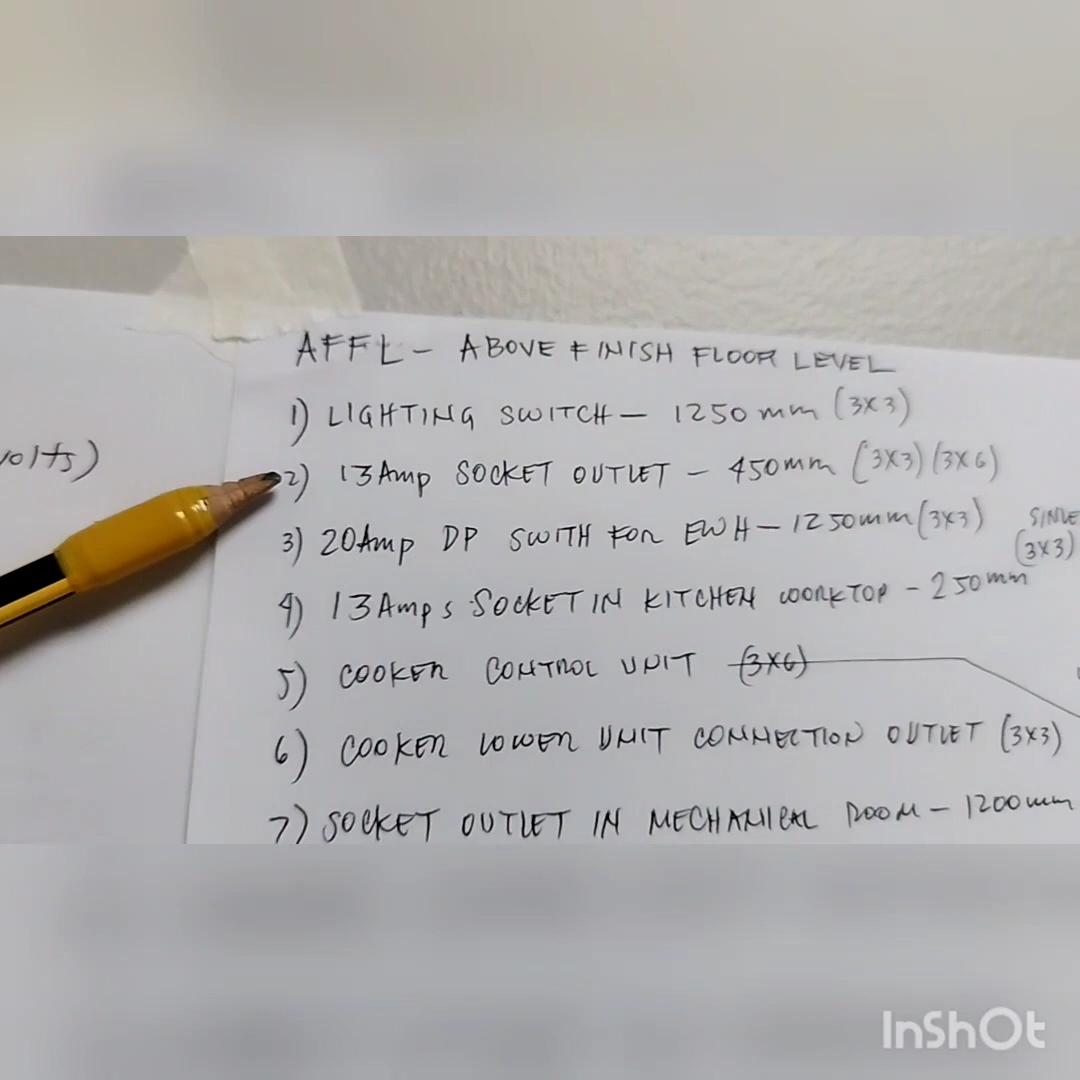 AFFL - ABOVE FINISH FLOOR LEVEL
1) LIGHTING SWITCH - 1250mm (3x3)
volts)
2) 13Amp SOCKET OUTLET - 450mm (3x3)(3x6)
3) 20Amp DP SWITH FOR EWH - 1250mm (3x3)
SINLE
(3x3)
4) 13Amps SOCKET IN KITCHEN WORKTOP - 250mm
5) COOKER CONTROL UNIT (3x6)
6) COOKER LOWER UNIT CONNECTION OUTLET (3x3)
7) SOCKET OUTLET IN MECHANICAL ROOM - 1200mm
InShOt